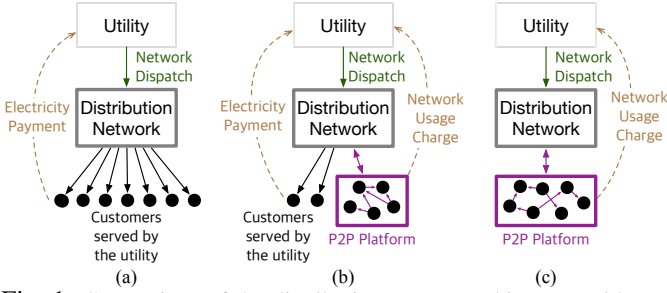 Utility
Network
Dispatch
Electricity
Payment
Distribution
Network
Customers
served by
the utility
(a)
Utility
Network
Dispatch
Electricity
Payment
Distribution
Network
Network
Usage
Charge
Customers
served by
the utility
P2P Platform
(b)
Utility
Network
Dispatch
Distribution
Network
Network
Usage
Charge
P2P Platform
(c)